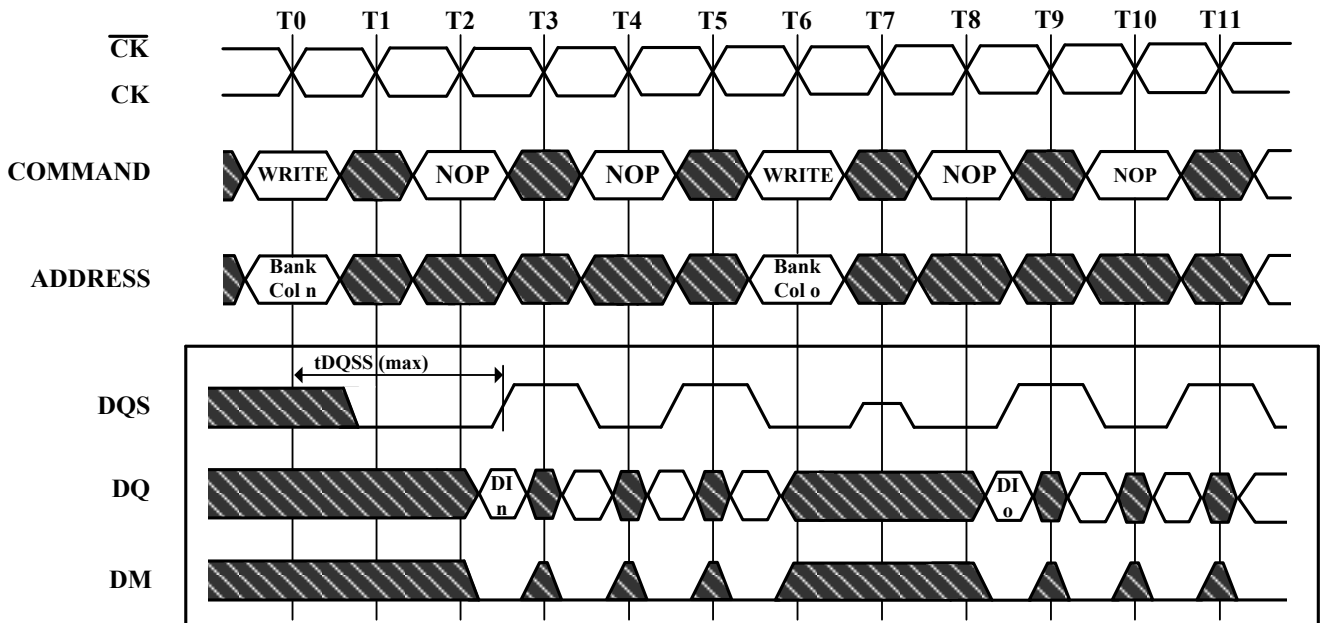 T0 T1 T2 T3 T4 T5 T6 T7 T8 T9 T10 T11
CK
CK
COMMAND WRITE NOP NOP WRITE NOP NOP
ADDRESS Bank Col n Bank Col o
tDQSS (max)
DQS
DQ DI n DI o
DM